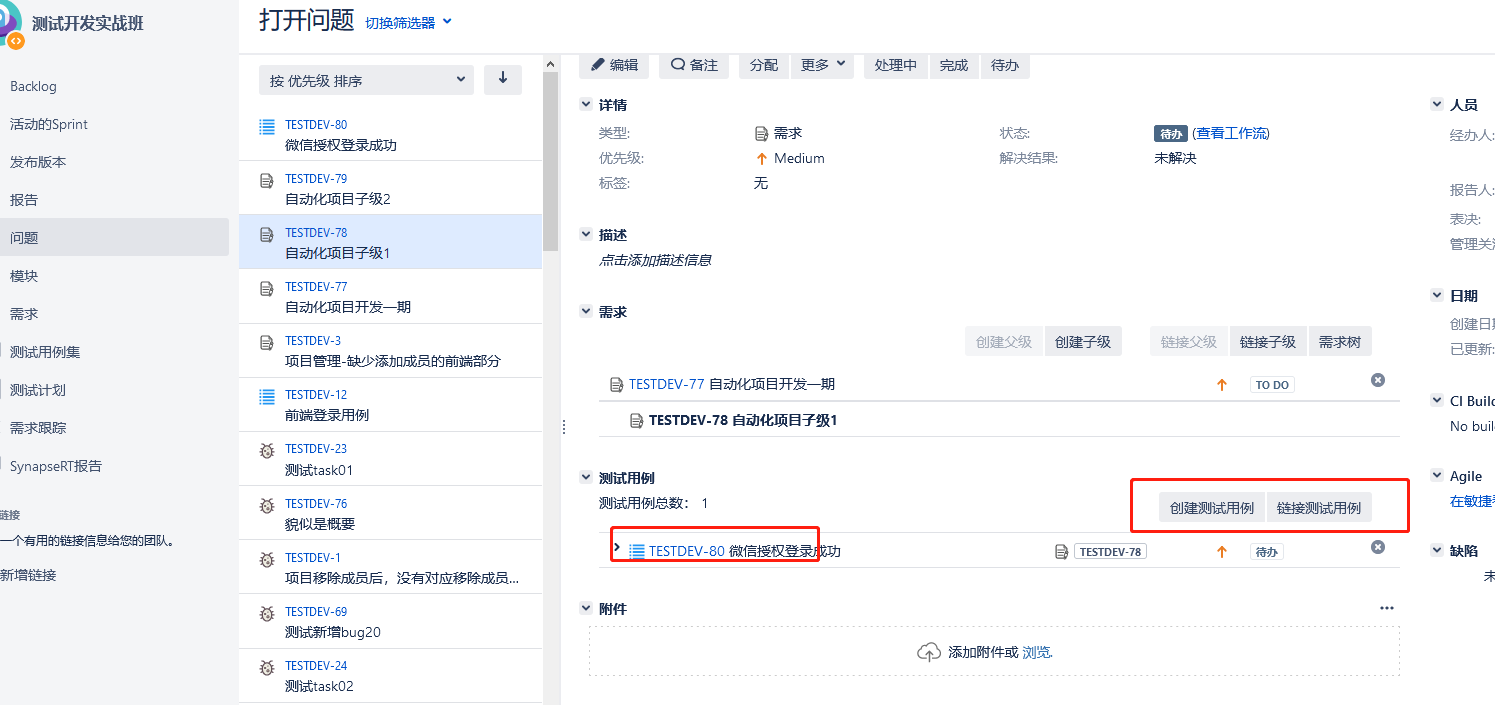 测试开发实战班
Backlog
活动的Sprint
发布版本
报告
问题
模块
需求
测试用例集
测试计划
需求跟踪
SynapseRT报告
链接
一个有用的链接信息给您的团队。
新增链接
打开问题 切换筛选器
按 优先级 排序
TESTDEV-80
微信授权登录成功
TESTDEV-79
自动化项目子级2
TESTDEV-78
自动化项目子级1
TESTDEV-77
自动化项目开发一期
TESTDEV-3
项目管理-缺少添加成员的前端部分
TESTDEV-12
前端登录用例
TESTDEV-23
测试task01
TESTDEV-76
貌似是概要
TESTDEV-1
项目移除成员后，没有对应移除成员...
TESTDEV-69
测试新增bug20
TESTDEV-24
测试task02
编辑 备注 分配 更多 处理中 完成 待办
详情
类型: 需求 状态: 待办 (查看工作流)
优先级: Medium 解决结果: 未解决
标签: 无
描述
点击添加描述信息
需求
创建父级 创建子级 链接父级 链接子级 需求树
TESTDEV-77 自动化项目开发一期 TO DO
TESTDEV-78 自动化项目子级1
测试用例
测试用例总数： 1 创建测试用例 链接测试用例
TESTDEV-80 微信授权登录成功 TESTDEV-78 待办
附件
添加附件或 浏览.
人员
经办人:
报告人:
表决:
管理关
日期
创建日
已更新:
CI Build
No buil
Agile
在敏捷
缺陷
未